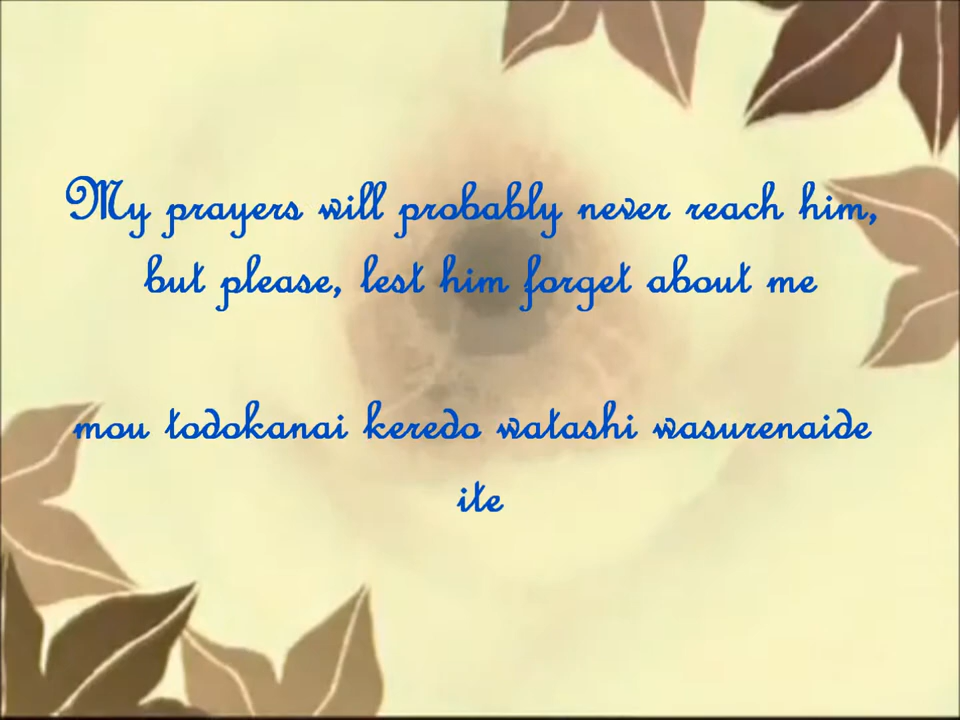 My prayers will probably never reach him,
but please, lest him forget about me
mou todokanai keredo watashi wasurenaide
ite